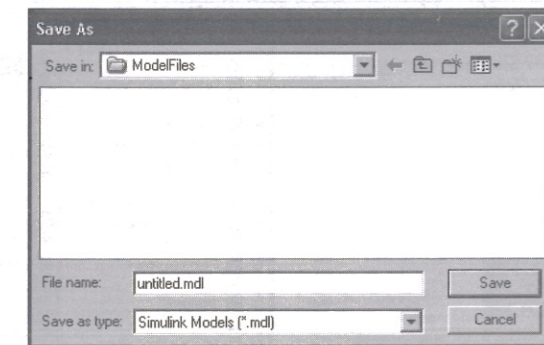 Save As
Save in: ModelFiles
File name: untitled.mdl
Save
Save as type: Simulink Models (*.mdl)
Cancel